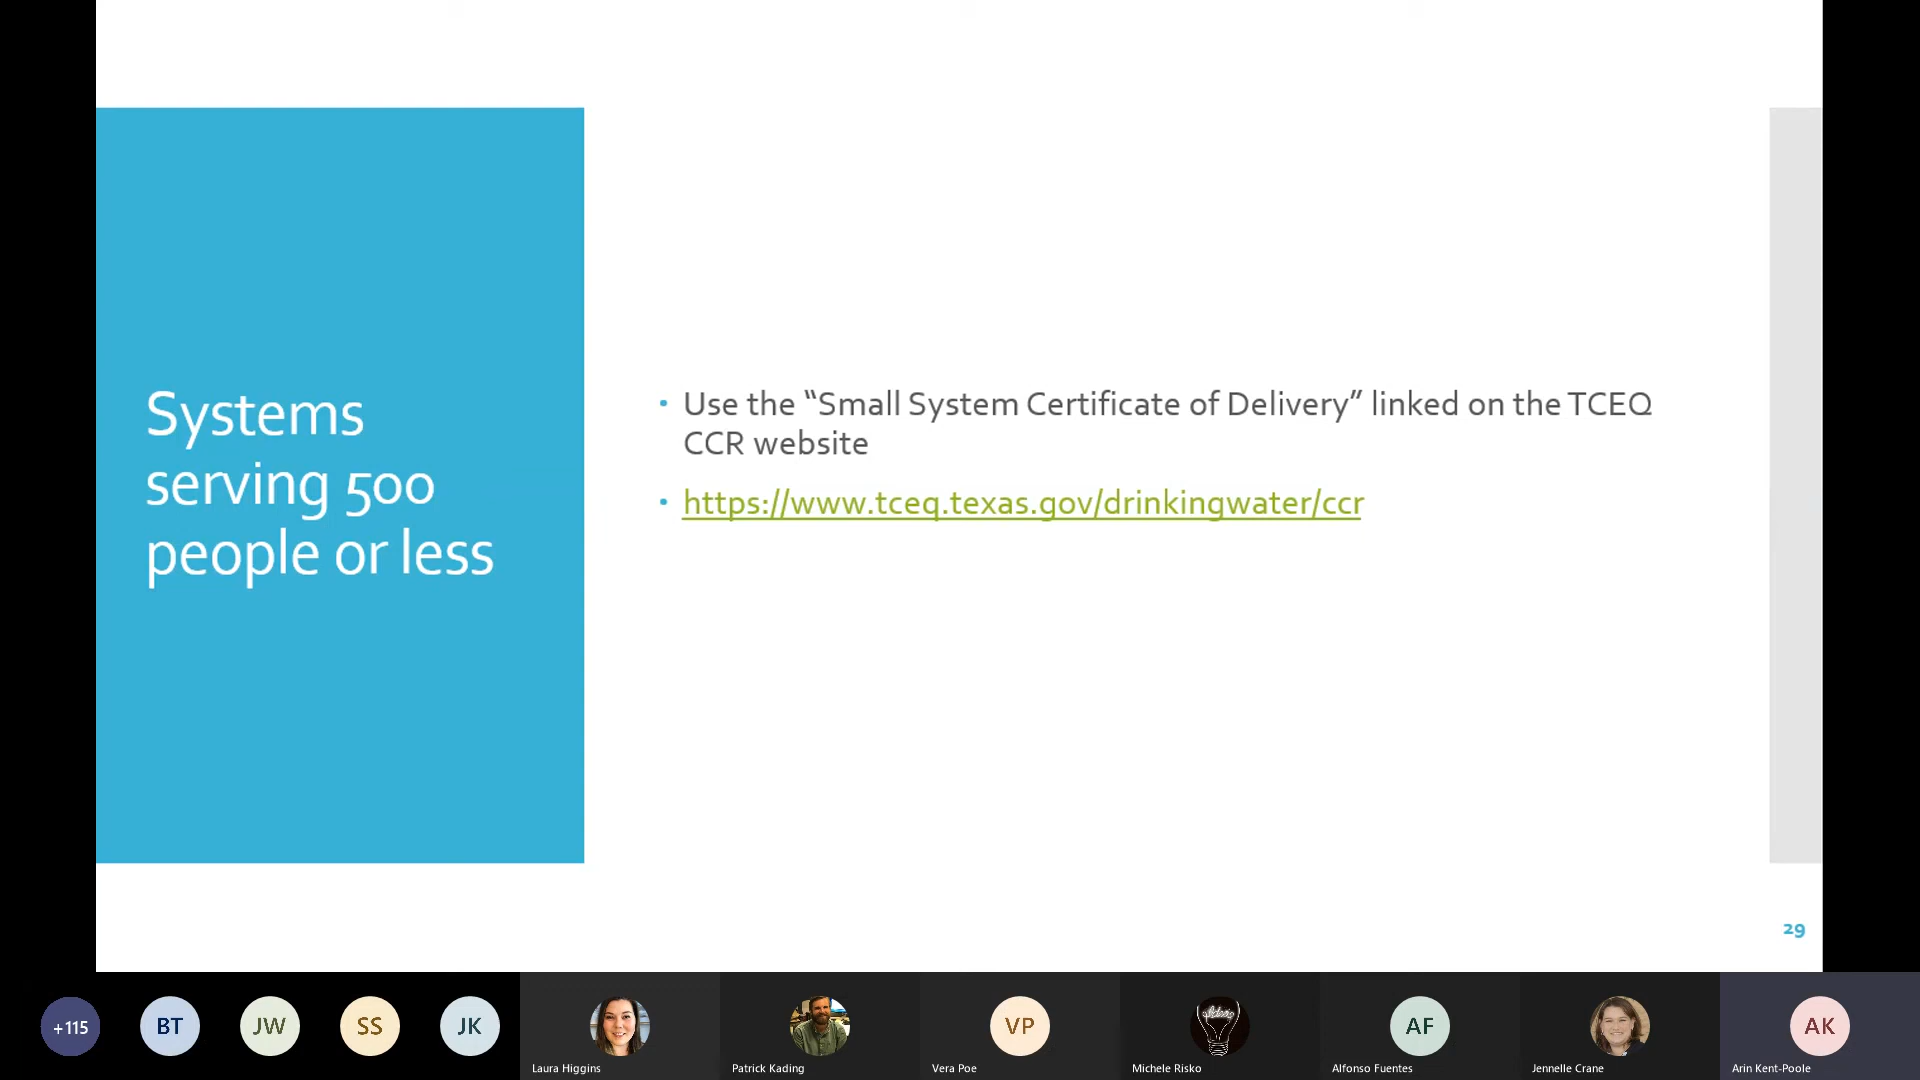 Systems
serving 500
people or less
• Use the “Small System Certificate of Delivery” linked on the TCEQ
CCR website
• https://www.tceq.texas.gov/drinkingwater/ccr
29
+115
BT
JW
SS
JK
VP
AF
AK
Laura Higgins
Patrick Kading
Vera Poe
Michele Risko
Alfonso Fuentes
Jennelle Crane
Arin Kent-Poole